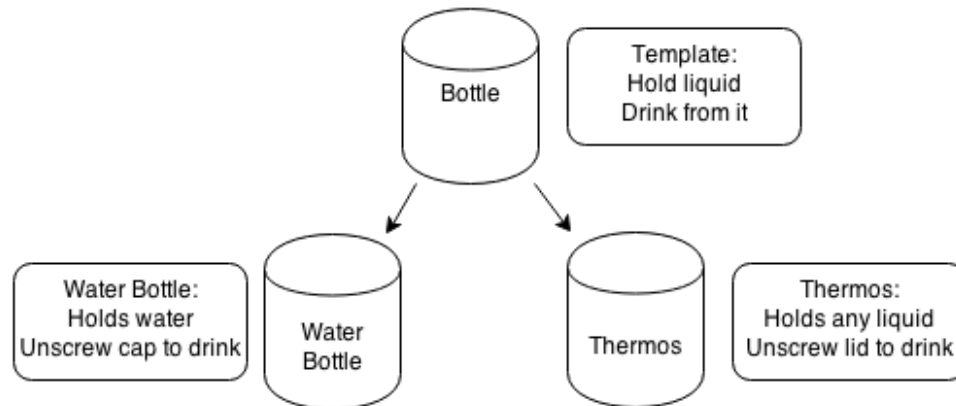 Bottle
Template:
Hold liquid
Drink from it
Water Bottle:
Holds water
Unscrew cap to drink
Water
Bottle
Thermos
Thermos:
Holds any liquid
Unscrew lid to drink